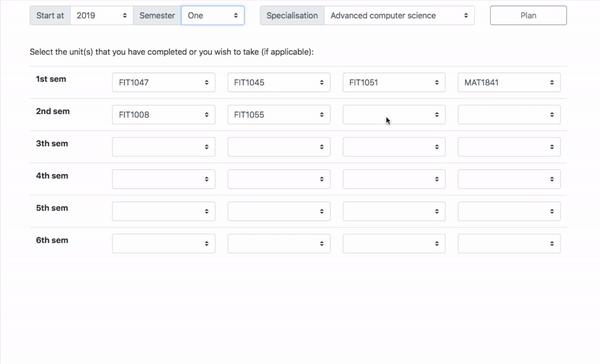 Start at 2019 Semester One Specialisation Advanced computer science Plan
Select the unit(s) that you have completed or you wish to take (if applicable):
1st sem FIT1047 FIT1045 FIT1051 MAT1841
2nd sem FIT1008 FIT1055
3th sem
4th sem
5th sem
6th sem